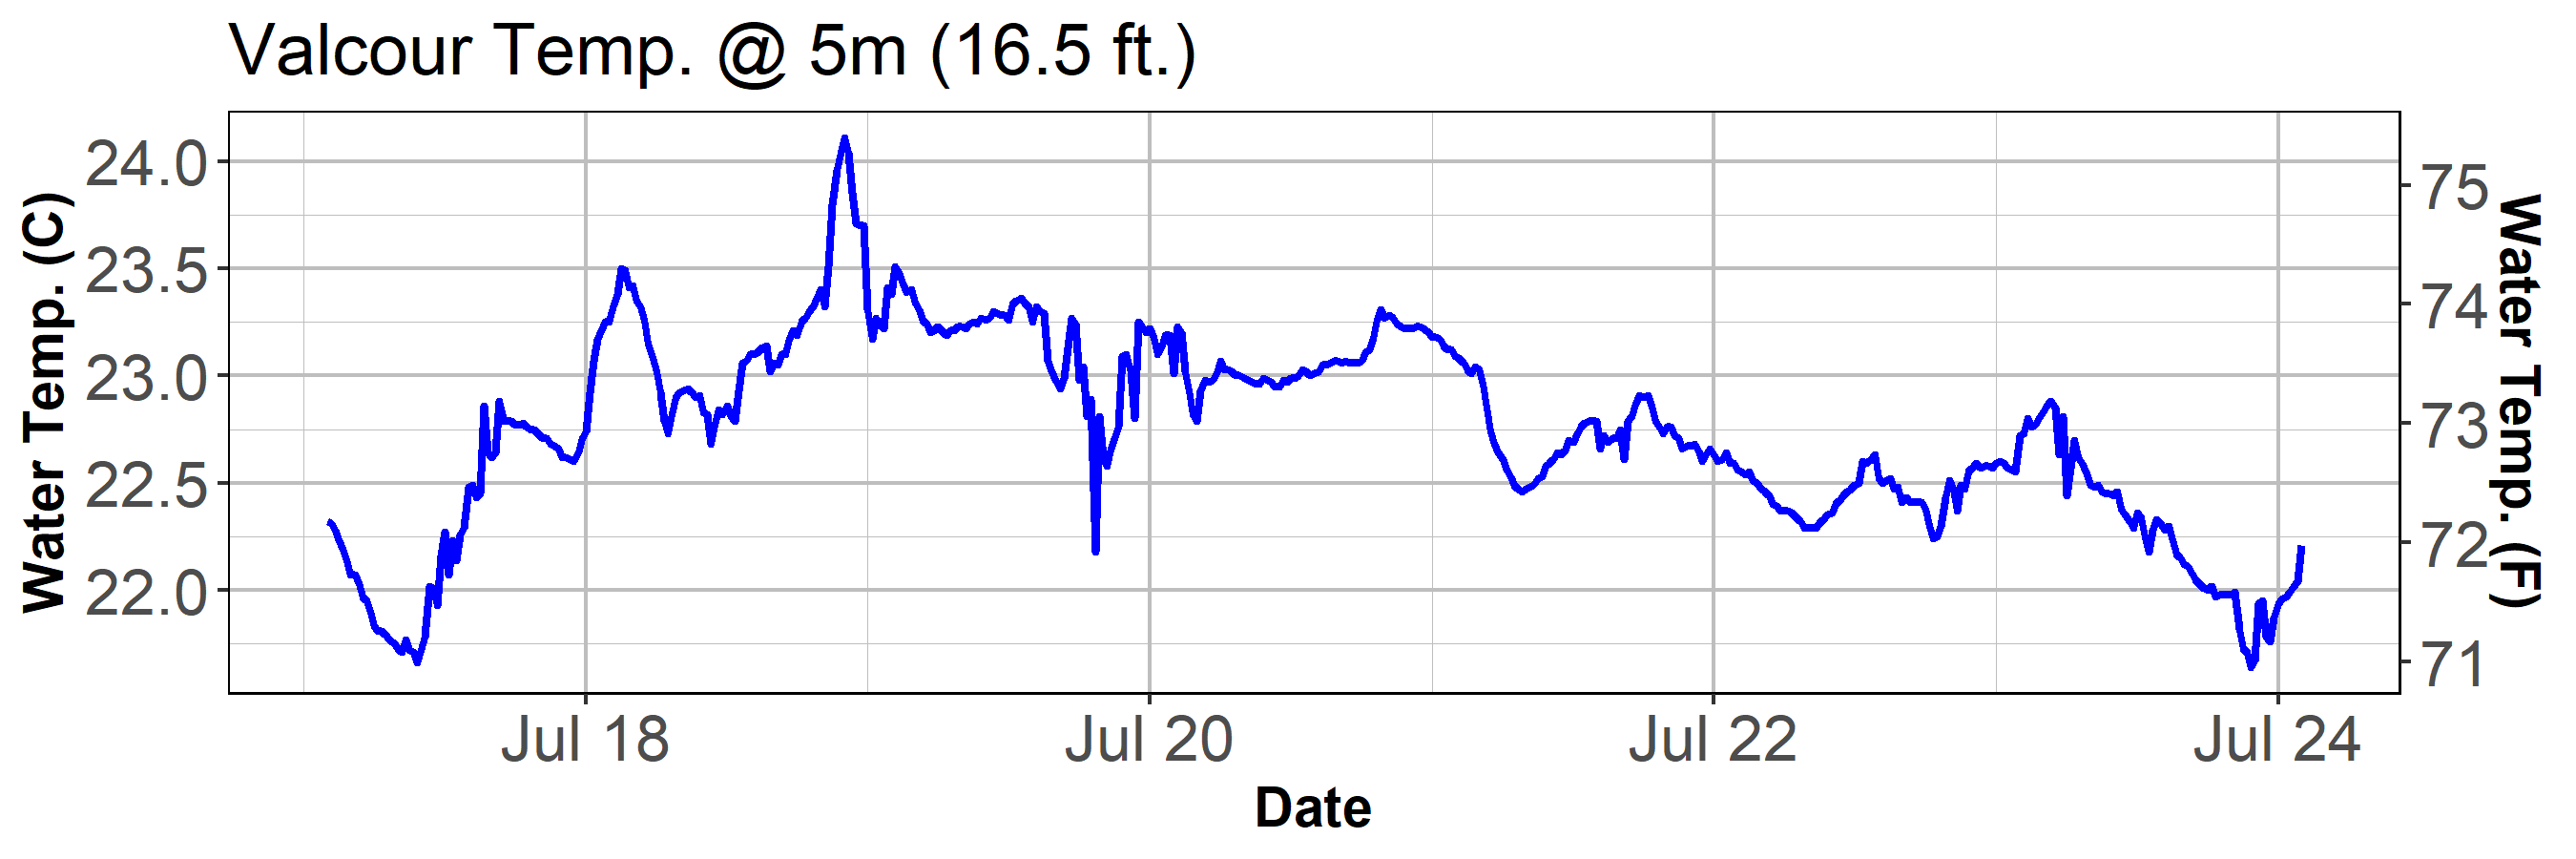 Valcour Temp. @ 5m (16.5 ft.)
Water Temp. (C)
24.0
23.5
23.0
22.5
22.0
75
74
73
72
71
Water Temp. (F)
Jul 18
Jul 20
Jul 22
Jul 24
Date